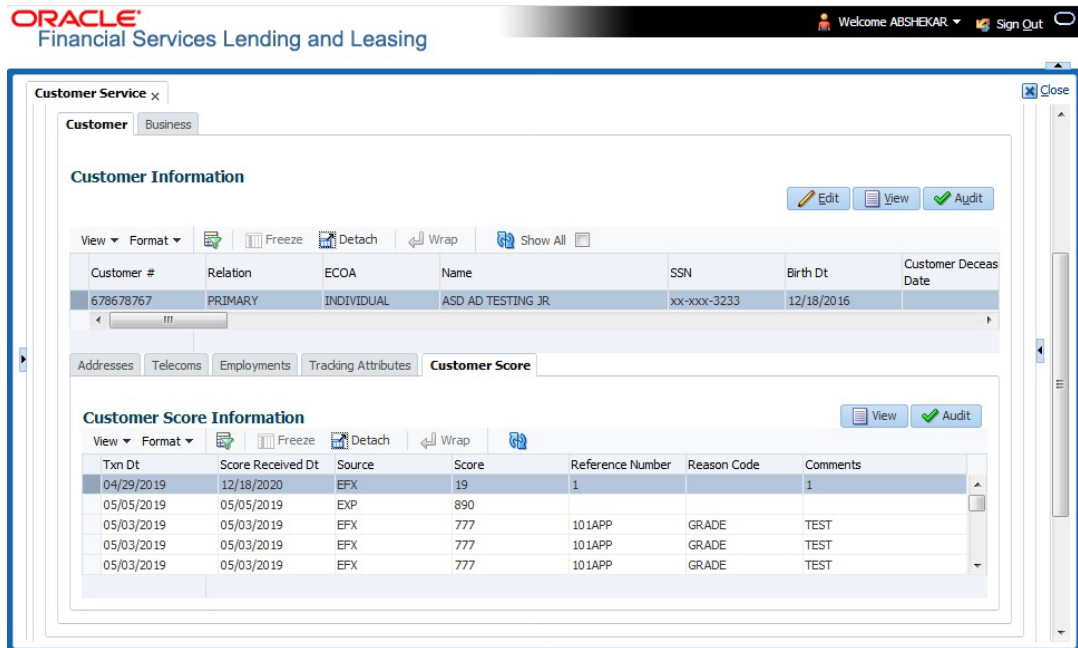 ORACLE
Financial Services Lending and Leasing
Welcome ABSHEKAR Sign Out
Customer Service x
Close
Customer Business
Customer Information
Edit View Audit
View Format Freeze Detach Wrap Show All
Customer # Relation ECOA Name SSN Birth Dt Customer Deceas
Date
678678767 PRIMARY INDIVIDUAL ASD AD TESTING JR xx-xxx-3233 12/18/2016
Addresses Telecoms Employments Tracking Attributes Customer Score
Customer Score Information
View Audit
View Format Freeze Detach Wrap
Txn Dt Score Received Dt Source Score Reference Number Reason Code Comments
04/29/2019 12/18/2020 EFX 19 1 1
05/05/2019 05/05/2019 EXP 890
05/03/2019 05/03/2019 EFX 777 101APP GRADE TEST
05/03/2019 05/03/2019 EFX 777 101APP GRADE TEST
05/03/2019 05/03/2019 EFX 777 101APP GRADE TEST